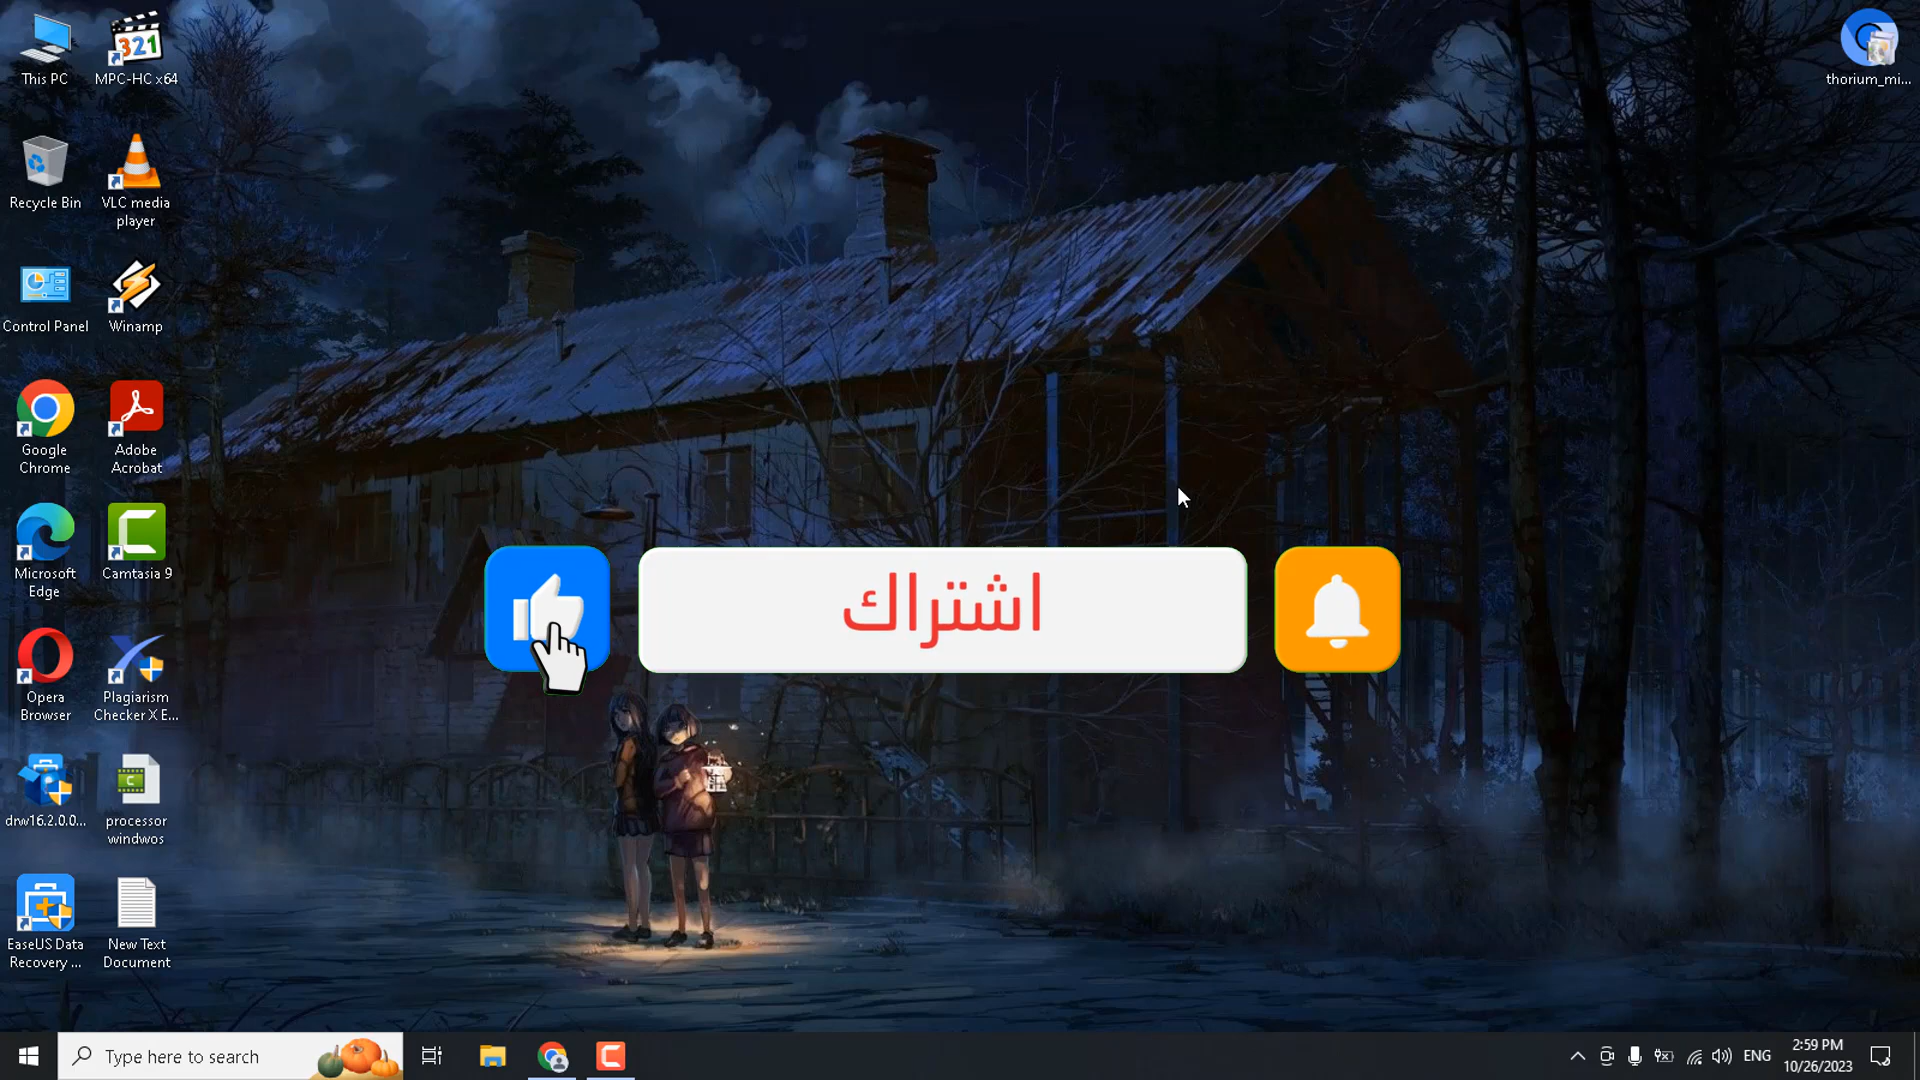 This PC
MPC-HC x64
thorium_mi...
Recycle Bin
VLC media
player
Control Panel
Winamp
Google
Chrome
Adobe
Acrobat
اشتراك
Microsoft
Edge
Camtasia 9
Opera
Browser
Plagiarism
Checker X E...
drw16.2.0.0...
processor
windwos
EaseUS Data
Recovery ...
New Text
Document
Type here to search
ENG
2:59 PM
10/26/2023